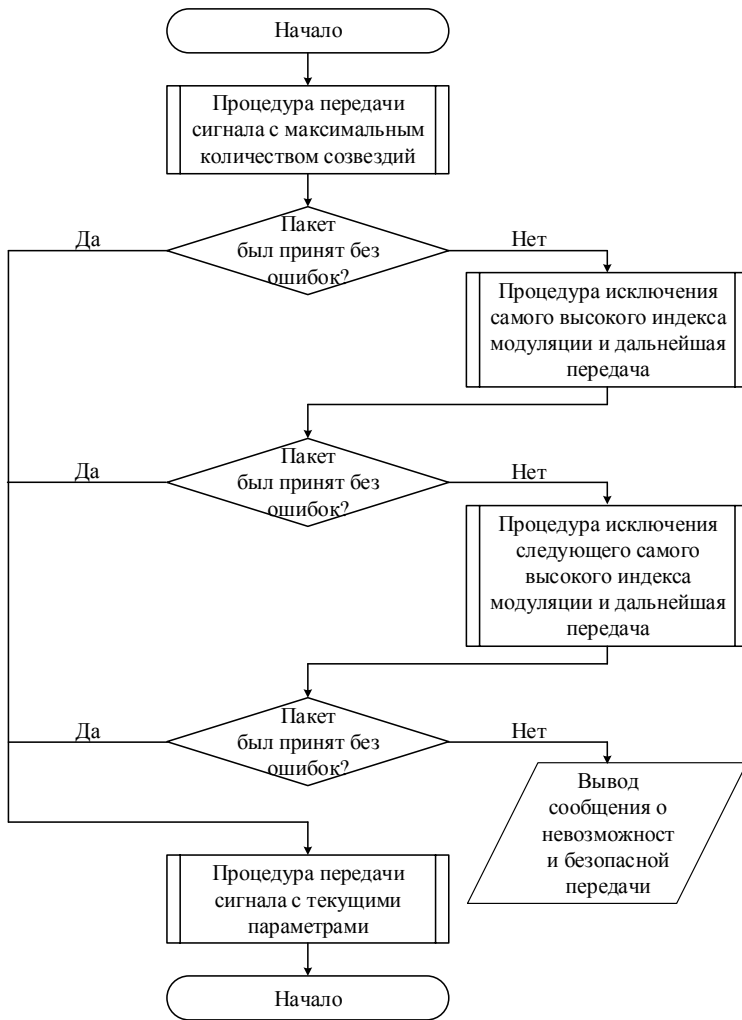 Начало
Процедура передачи
сигнала с максимальным
количеством созвездий
Пакет
был принят без
ошибок?
Да
Нет
Процедура исключения
самого высокого индекса
модуляции и дальнейшая
передача
Пакет
был принят без
ошибок?
Да
Нет
Процедура исключения
следующего самого
высокого индекса
модуляции и дальнейшая
передача
Пакет
был принят без
ошибок?
Да
Нет
Вывод
сообщения о
невозможност
и безопасной
передачи
Процедура передачи
сигнала с текущими
параметрами
Начало